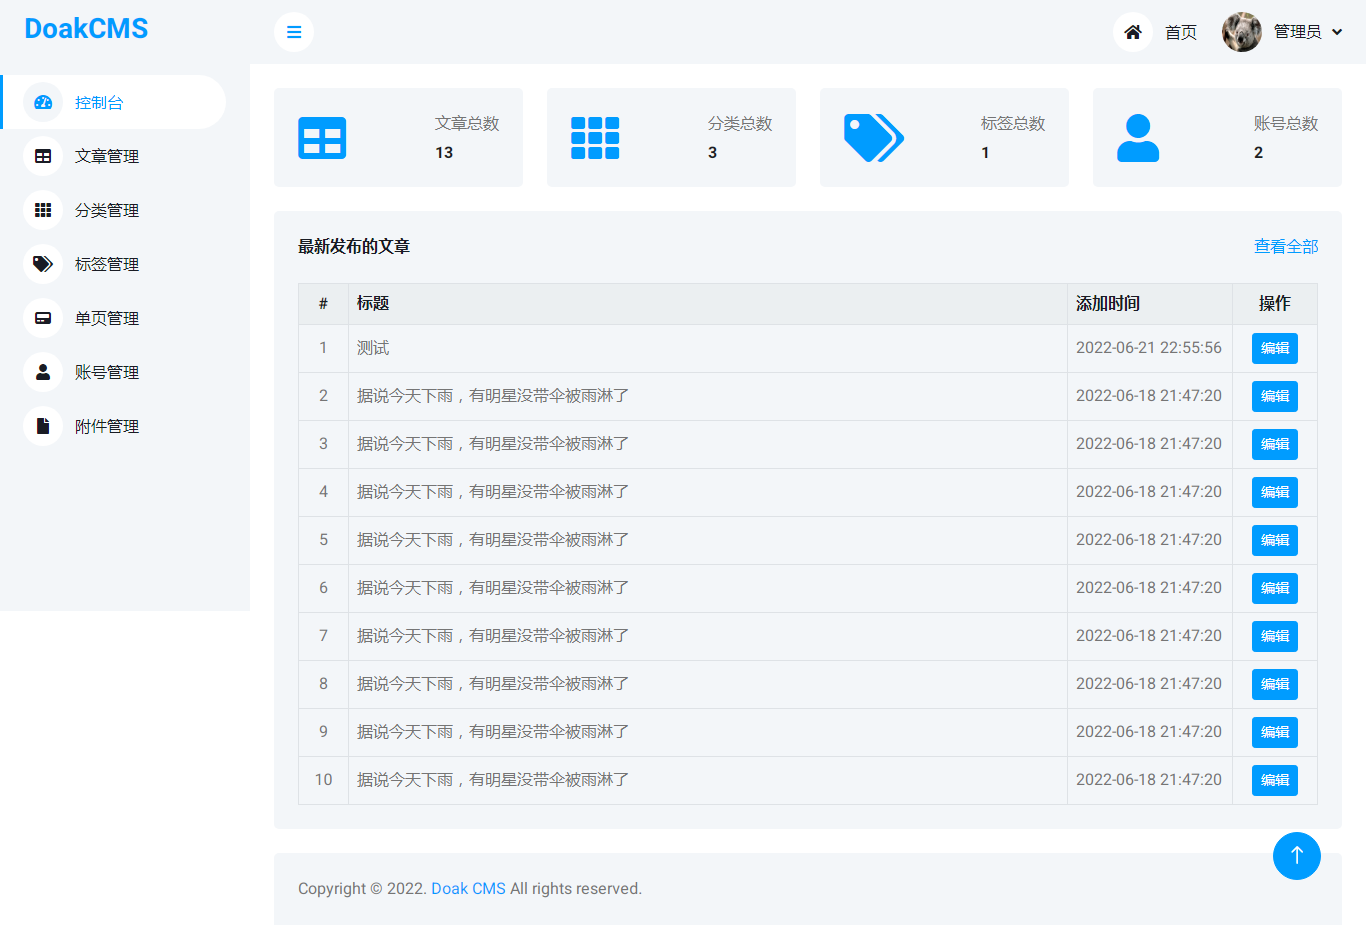 DoakCMS
首页
管理员
控制台
文章管理
分类管理
标签管理
单页管理
账号管理
附件管理
文章总数
13
分类总数
3
标签总数
1
账号总数
2
最新发布的文章
查看全部
# 标题 添加时间 操作
1 测试 2022-06-21 22:55:56 编辑
2 据说今天下雨，有明星没带伞被雨淋了 2022-06-18 21:47:20 编辑
3 据说今天下雨，有明星没带伞被雨淋了 2022-06-18 21:47:20 编辑
4 据说今天下雨，有明星没带伞被雨淋了 2022-06-18 21:47:20 编辑
5 据说今天下雨，有明星没带伞被雨淋了 2022-06-18 21:47:20 编辑
6 据说今天下雨，有明星没带伞被雨淋了 2022-06-18 21:47:20 编辑
7 据说今天下雨，有明星没带伞被雨淋了 2022-06-18 21:47:20 编辑
8 据说今天下雨，有明星没带伞被雨淋了 2022-06-18 21:47:20 编辑
9 据说今天下雨，有明星没带伞被雨淋了 2022-06-18 21:47:20 编辑
10 据说今天下雨，有明星没带伞被雨淋了 2022-06-18 21:47:20 编辑
Copyright © 2022. Doak CMS All rights reserved.